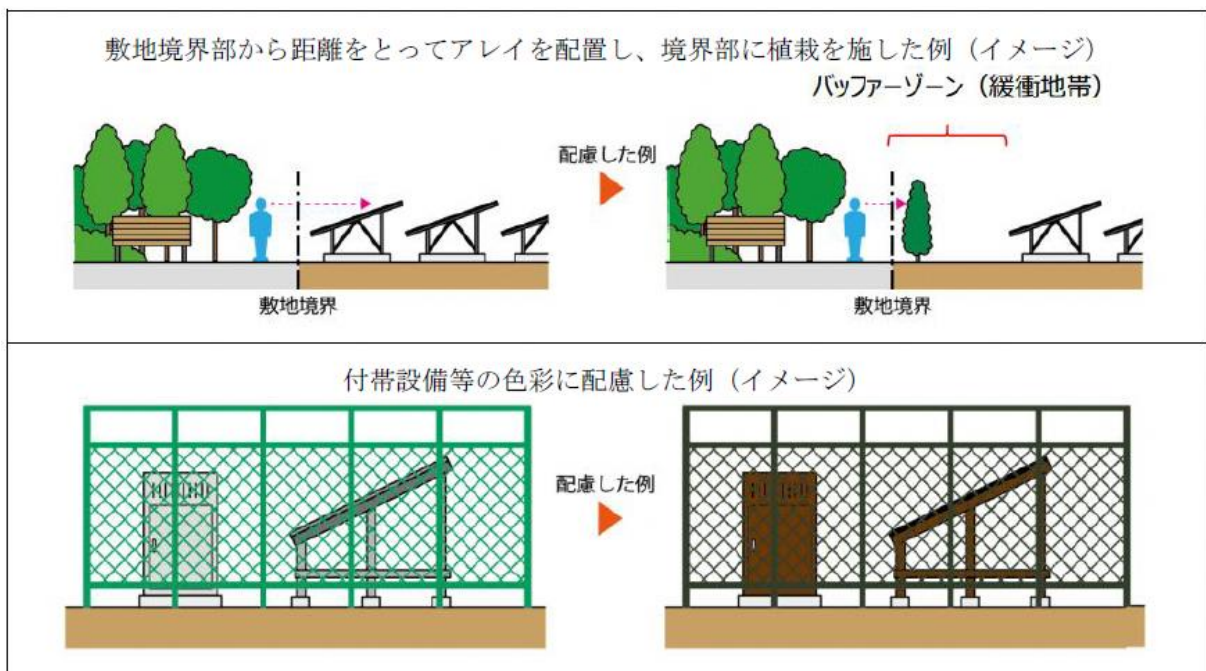 敷地境界部から距離をとってアレイを配置し、境界部に植栽を施した例（イメージ）
バッファーゾーン（緩衝地帯）
配慮した例
敷地境界
敷地境界
付帯設備等の色彩に配慮した例（イメージ）
配慮した例